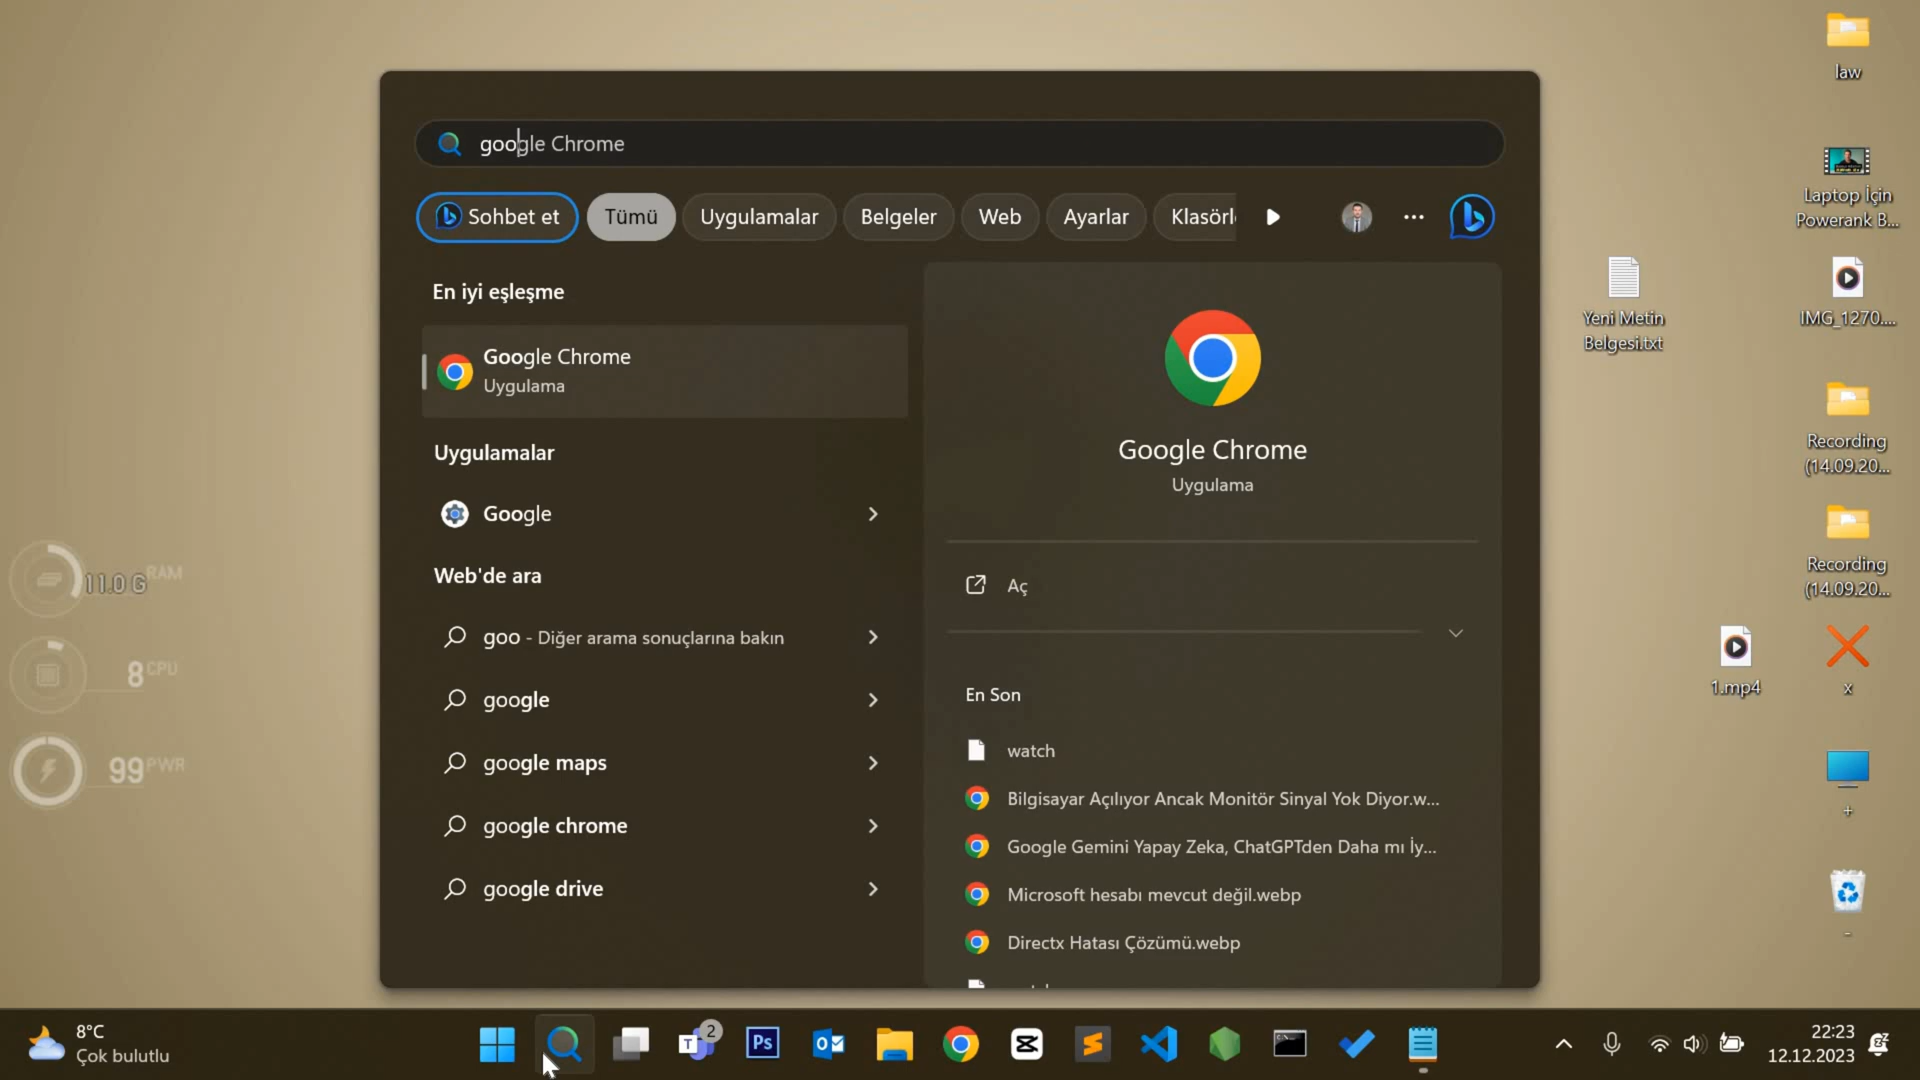 google Chrome
Sohbet et
Tümü
Uygulamalar
Belgeler
Web
Ayarlar
Klasörl
En iyi eşleşme
Google Chrome
Uygulama
Uygulamalar
Google
Web'de ara
goo - Diğer arama sonuçlarına bakın
google
google maps
google chrome
google drive
Google Chrome
Uygulama
Aç
En Son
watch
Bilgisayar Açılıyor Ancak Monitör Sinyal Yok Diyor.w...
Google Gemini Yapay Zeka, ChatGPTden Daha mı İy...
Microsoft hesabı mevcut değil.webp
Directx Hatası Çözümü.webp
law
Laptop İçin
Powerank B...
Yeni Metin
Belgesi.txt
IMG_1270....
Recording
(14.09.20...
Recording
(14.09.20...
1.mp4
x
+
-
11.0 G RAM
8 CPU
99 PWR
8°C
Çok bulutlu
2
T
Ps
22:23
12.12.2023